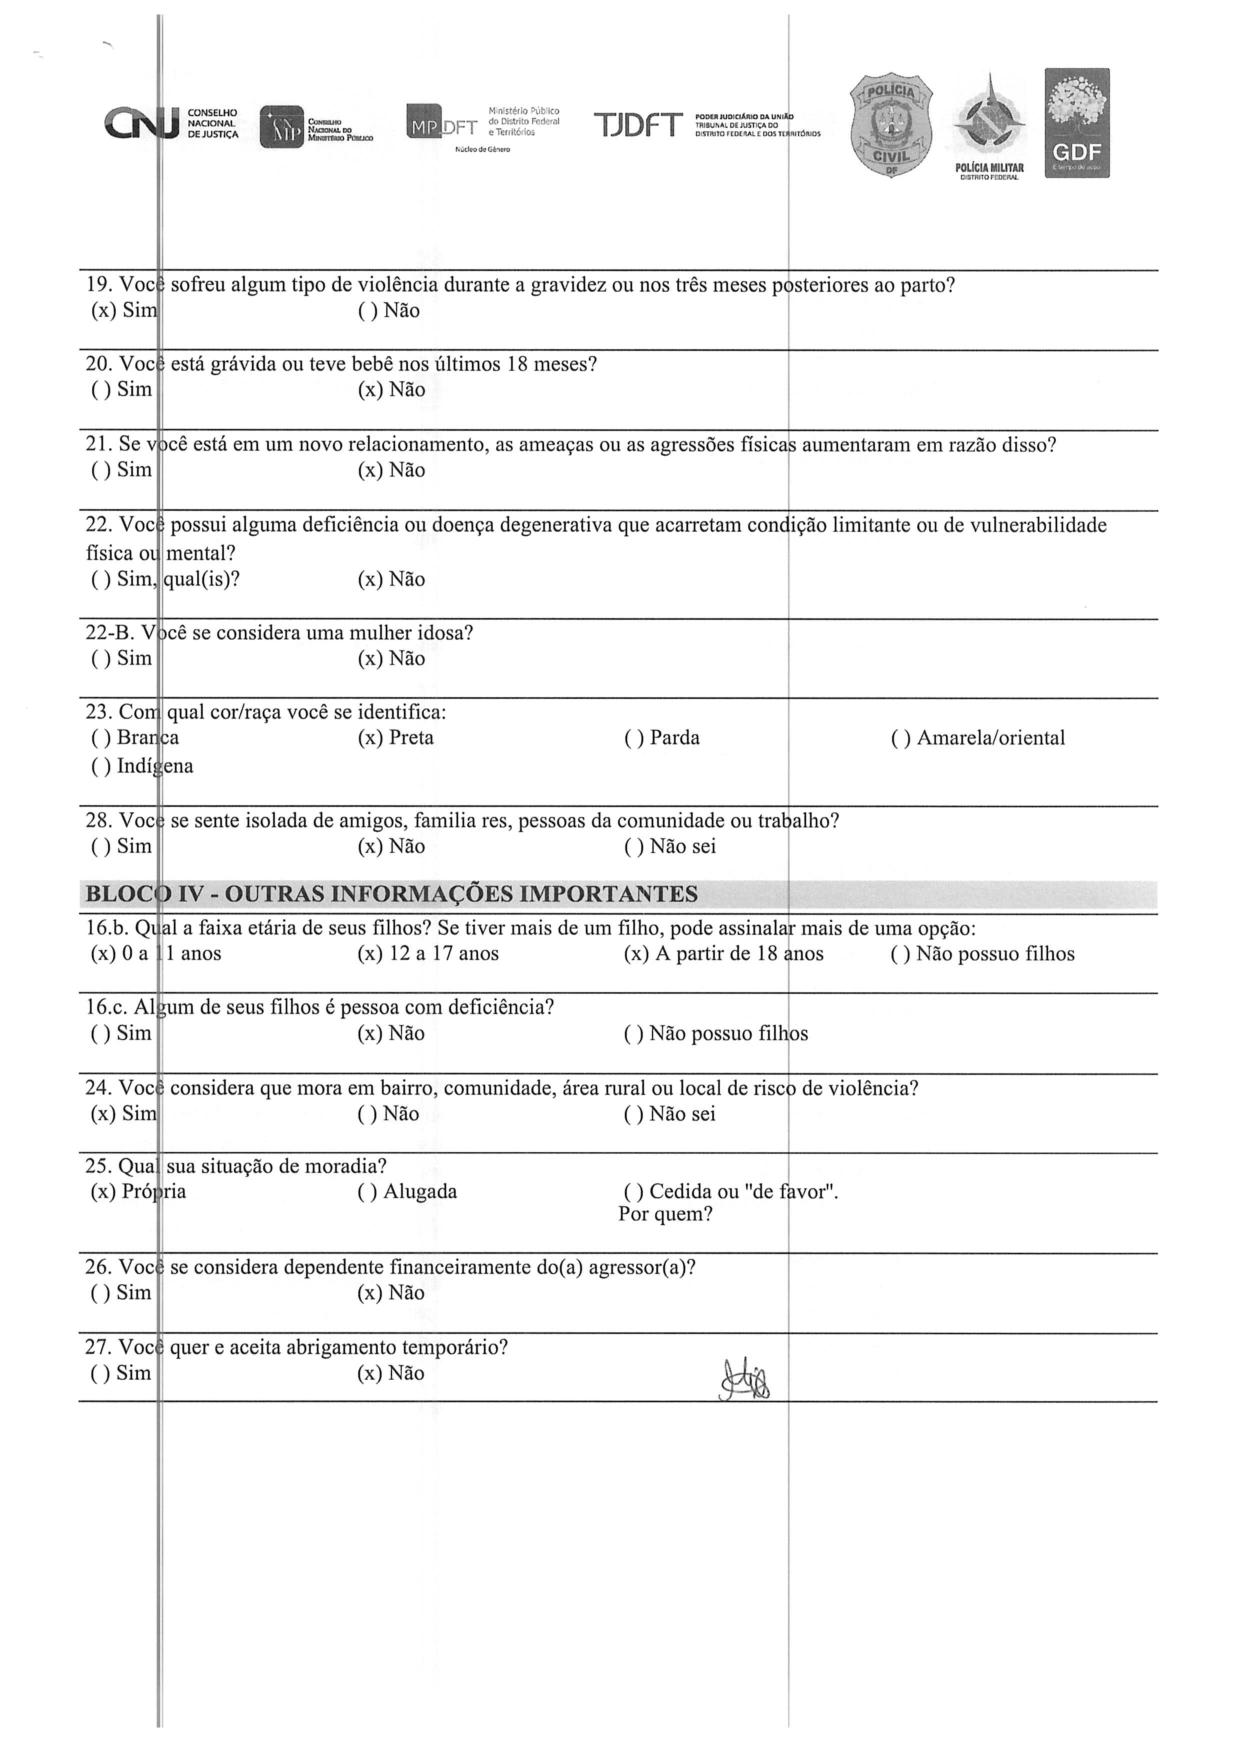 CNJ CONSELHO NACIONAL DE JUSTIÇA
CNMP CONSELHO NACIONAL DO MINISTÉRIO PÚBLICO
MPDFT Ministério Público do Distrito Federal e Territórios
Núcleo de Gênero
TJDFT PODER JUDICIÁRIO DA UNIÃO TRIBUNAL DE JUSTIÇA DO DISTRITO FEDERAL E DOS TERRITÓRIOS
POLÍCIA CIVIL DF
POLÍCIA MILITAR DISTRITO FEDERAL
GDF
19. Você sofreu algum tipo de violência durante a gravidez ou nos três meses posteriores ao parto?
(x) Sim ( ) Não
20. Você está grávida ou teve bebê nos últimos 18 meses?
( ) Sim (x) Não
21. Se você está em um novo relacionamento, as ameaças ou as agressões físicas aumentaram em razão disso?
( ) Sim (x) Não
22. Você possui alguma deficiência ou doença degenerativa que acarretam condição limitante ou de vulnerabilidade
física ou mental?
( ) Sim, qual(is)? (x) Não
22-B. Você se considera uma mulher idosa?
( ) Sim (x) Não
23. Com qual cor/raça você se identifica:
( ) Branca (x) Preta ( ) Parda ( ) Amarela/oriental
( ) Indígena
28. Você se sente isolada de amigos, familia res, pessoas da comunidade ou trabalho?
( ) Sim (x) Não ( ) Não sei
BLOCO IV - OUTRAS INFORMAÇÕES IMPORTANTES
16.b. Qual a faixa etária de seus filhos? Se tiver mais de um filho, pode assinalar mais de uma opção:
(x) 0 a 11 anos (x) 12 a 17 anos (x) A partir de 18 anos ( ) Não possuo filhos
16.c. Algum de seus filhos é pessoa com deficiência?
( ) Sim (x) Não ( ) Não possuo filhos
24. Você considera que mora em bairro, comunidade, área rural ou local de risco de violência?
(x) Sim ( ) Não ( ) Não sei
25. Qual sua situação de moradia?
(x) Própria ( ) Alugada ( ) Cedida ou "de favor".
Por quem?
26. Você se considera dependente financeiramente do(a) agressor(a)?
( ) Sim (x) Não
27. Você quer e aceita abrigamento temporário?
( ) Sim (x) Não